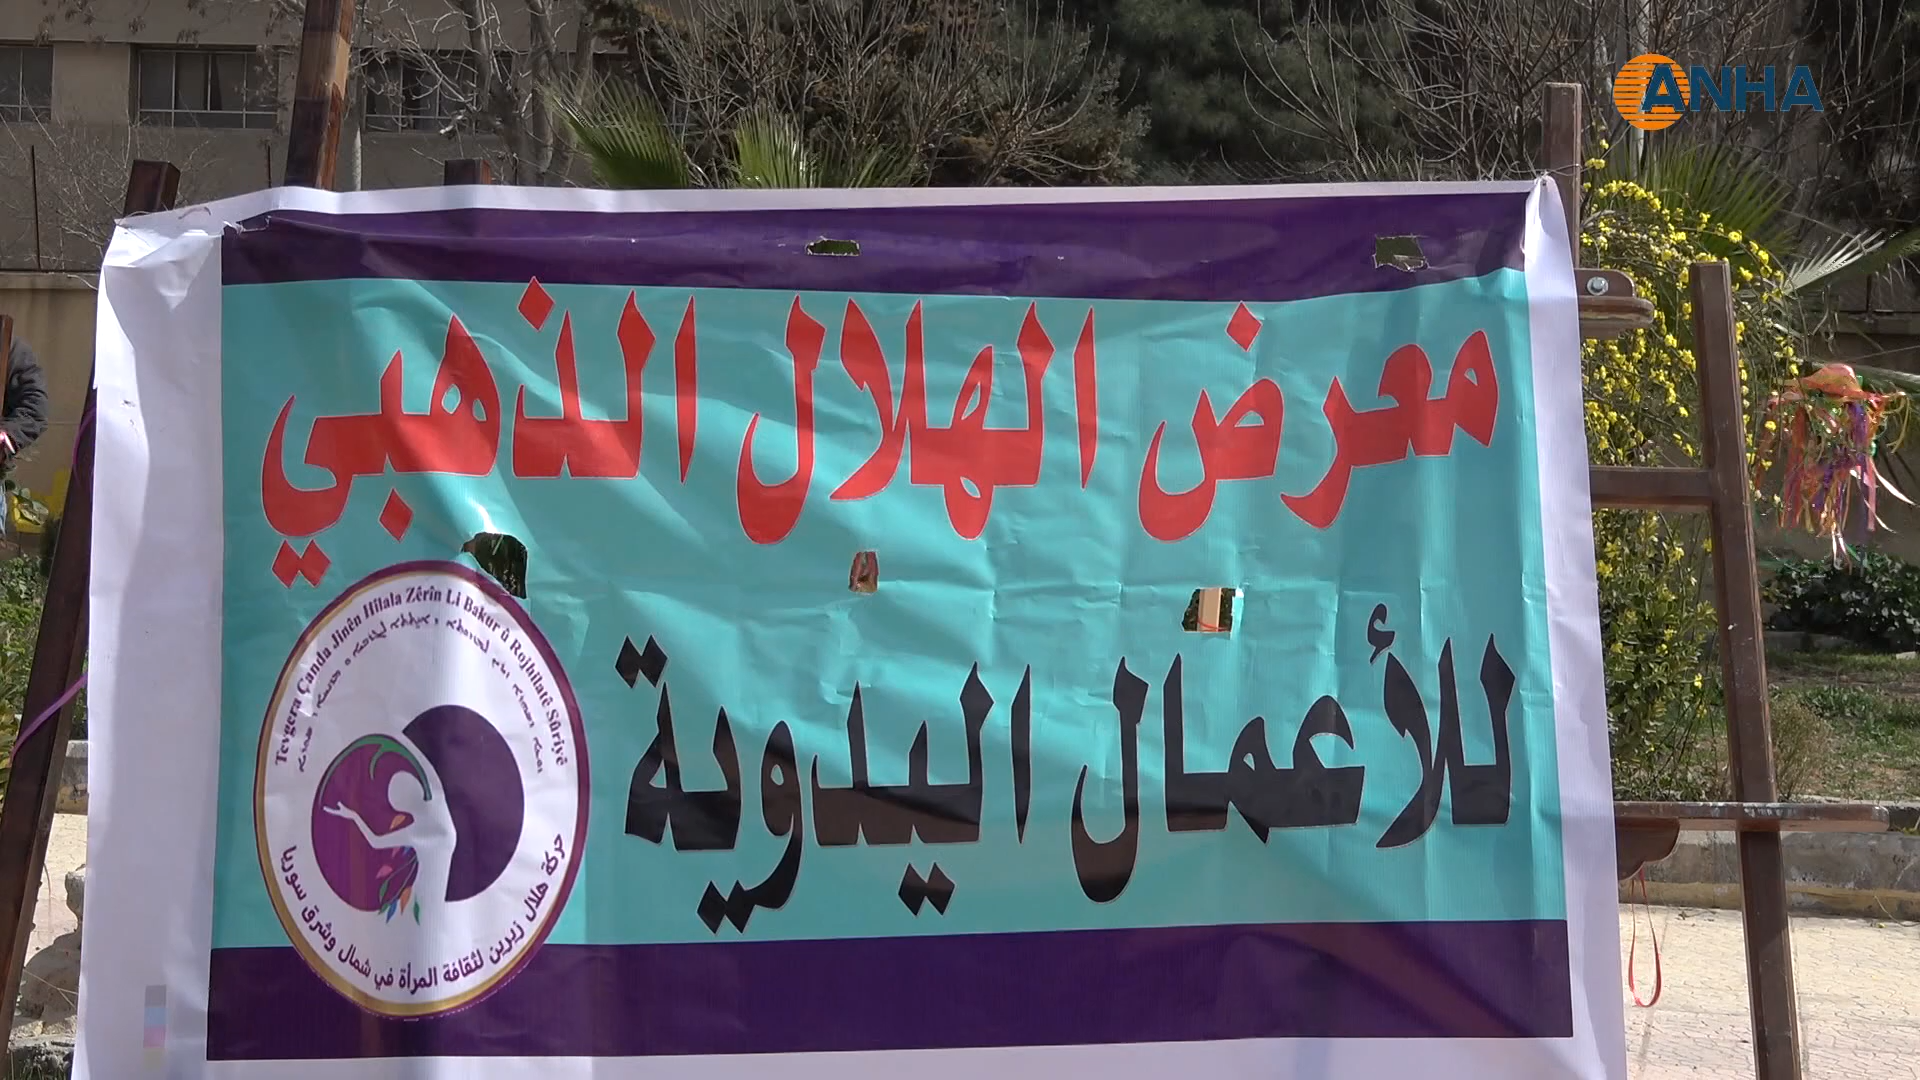 ANHA
معرض الهلال الذهبي
للأعمال اليدوية
Tevgera Çanda Jinên Hîlala Zêrîn Li Bakur û Rojhilatê Sûriyê
حركة هلال زيرين لثقافة المرأة في شمال وشرق سوريا